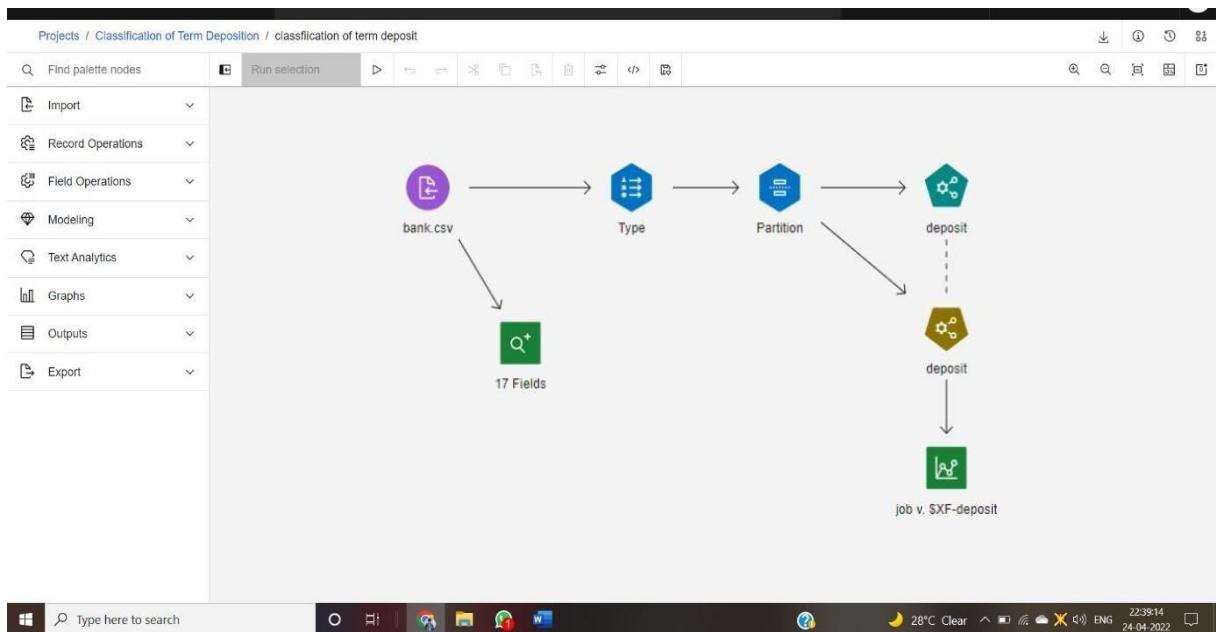 Projects / Classification of Term Deposition / classfiication of term deposit
Find palette nodes
Run selection
Import
Record Operations
Field Operations
Modeling
Text Analytics
Graphs
Outputs
Export
bank.csv
Type
Partition
deposit
17 Fields
deposit
job v. $XF-deposit
Type here to search
28°C Clear
ENG
22:39:14
24-04-2022